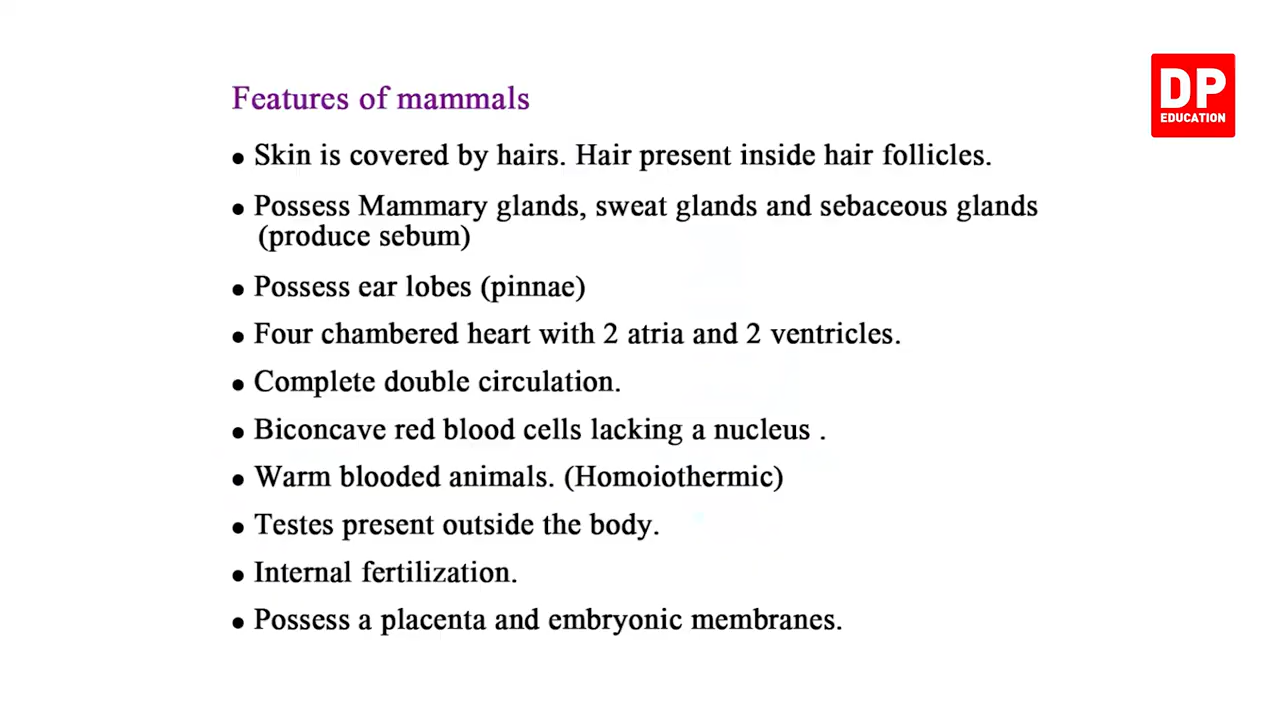 DP
EDUCATION
Features of mammals
• Skin is covered by hairs. Hair present inside hair follicles.
• Possess Mammary glands, sweat glands and sebaceous glands
(produce sebum)
• Possess ear lobes (pinnae)
• Four chambered heart with 2 atria and 2 ventricles.
• Complete double circulation.
• Biconcave red blood cells lacking a nucleus .
• Warm blooded animals. (Homoiothermic)
• Testes present outside the body.
• Internal fertilization.
• Possess a placenta and embryonic membranes.